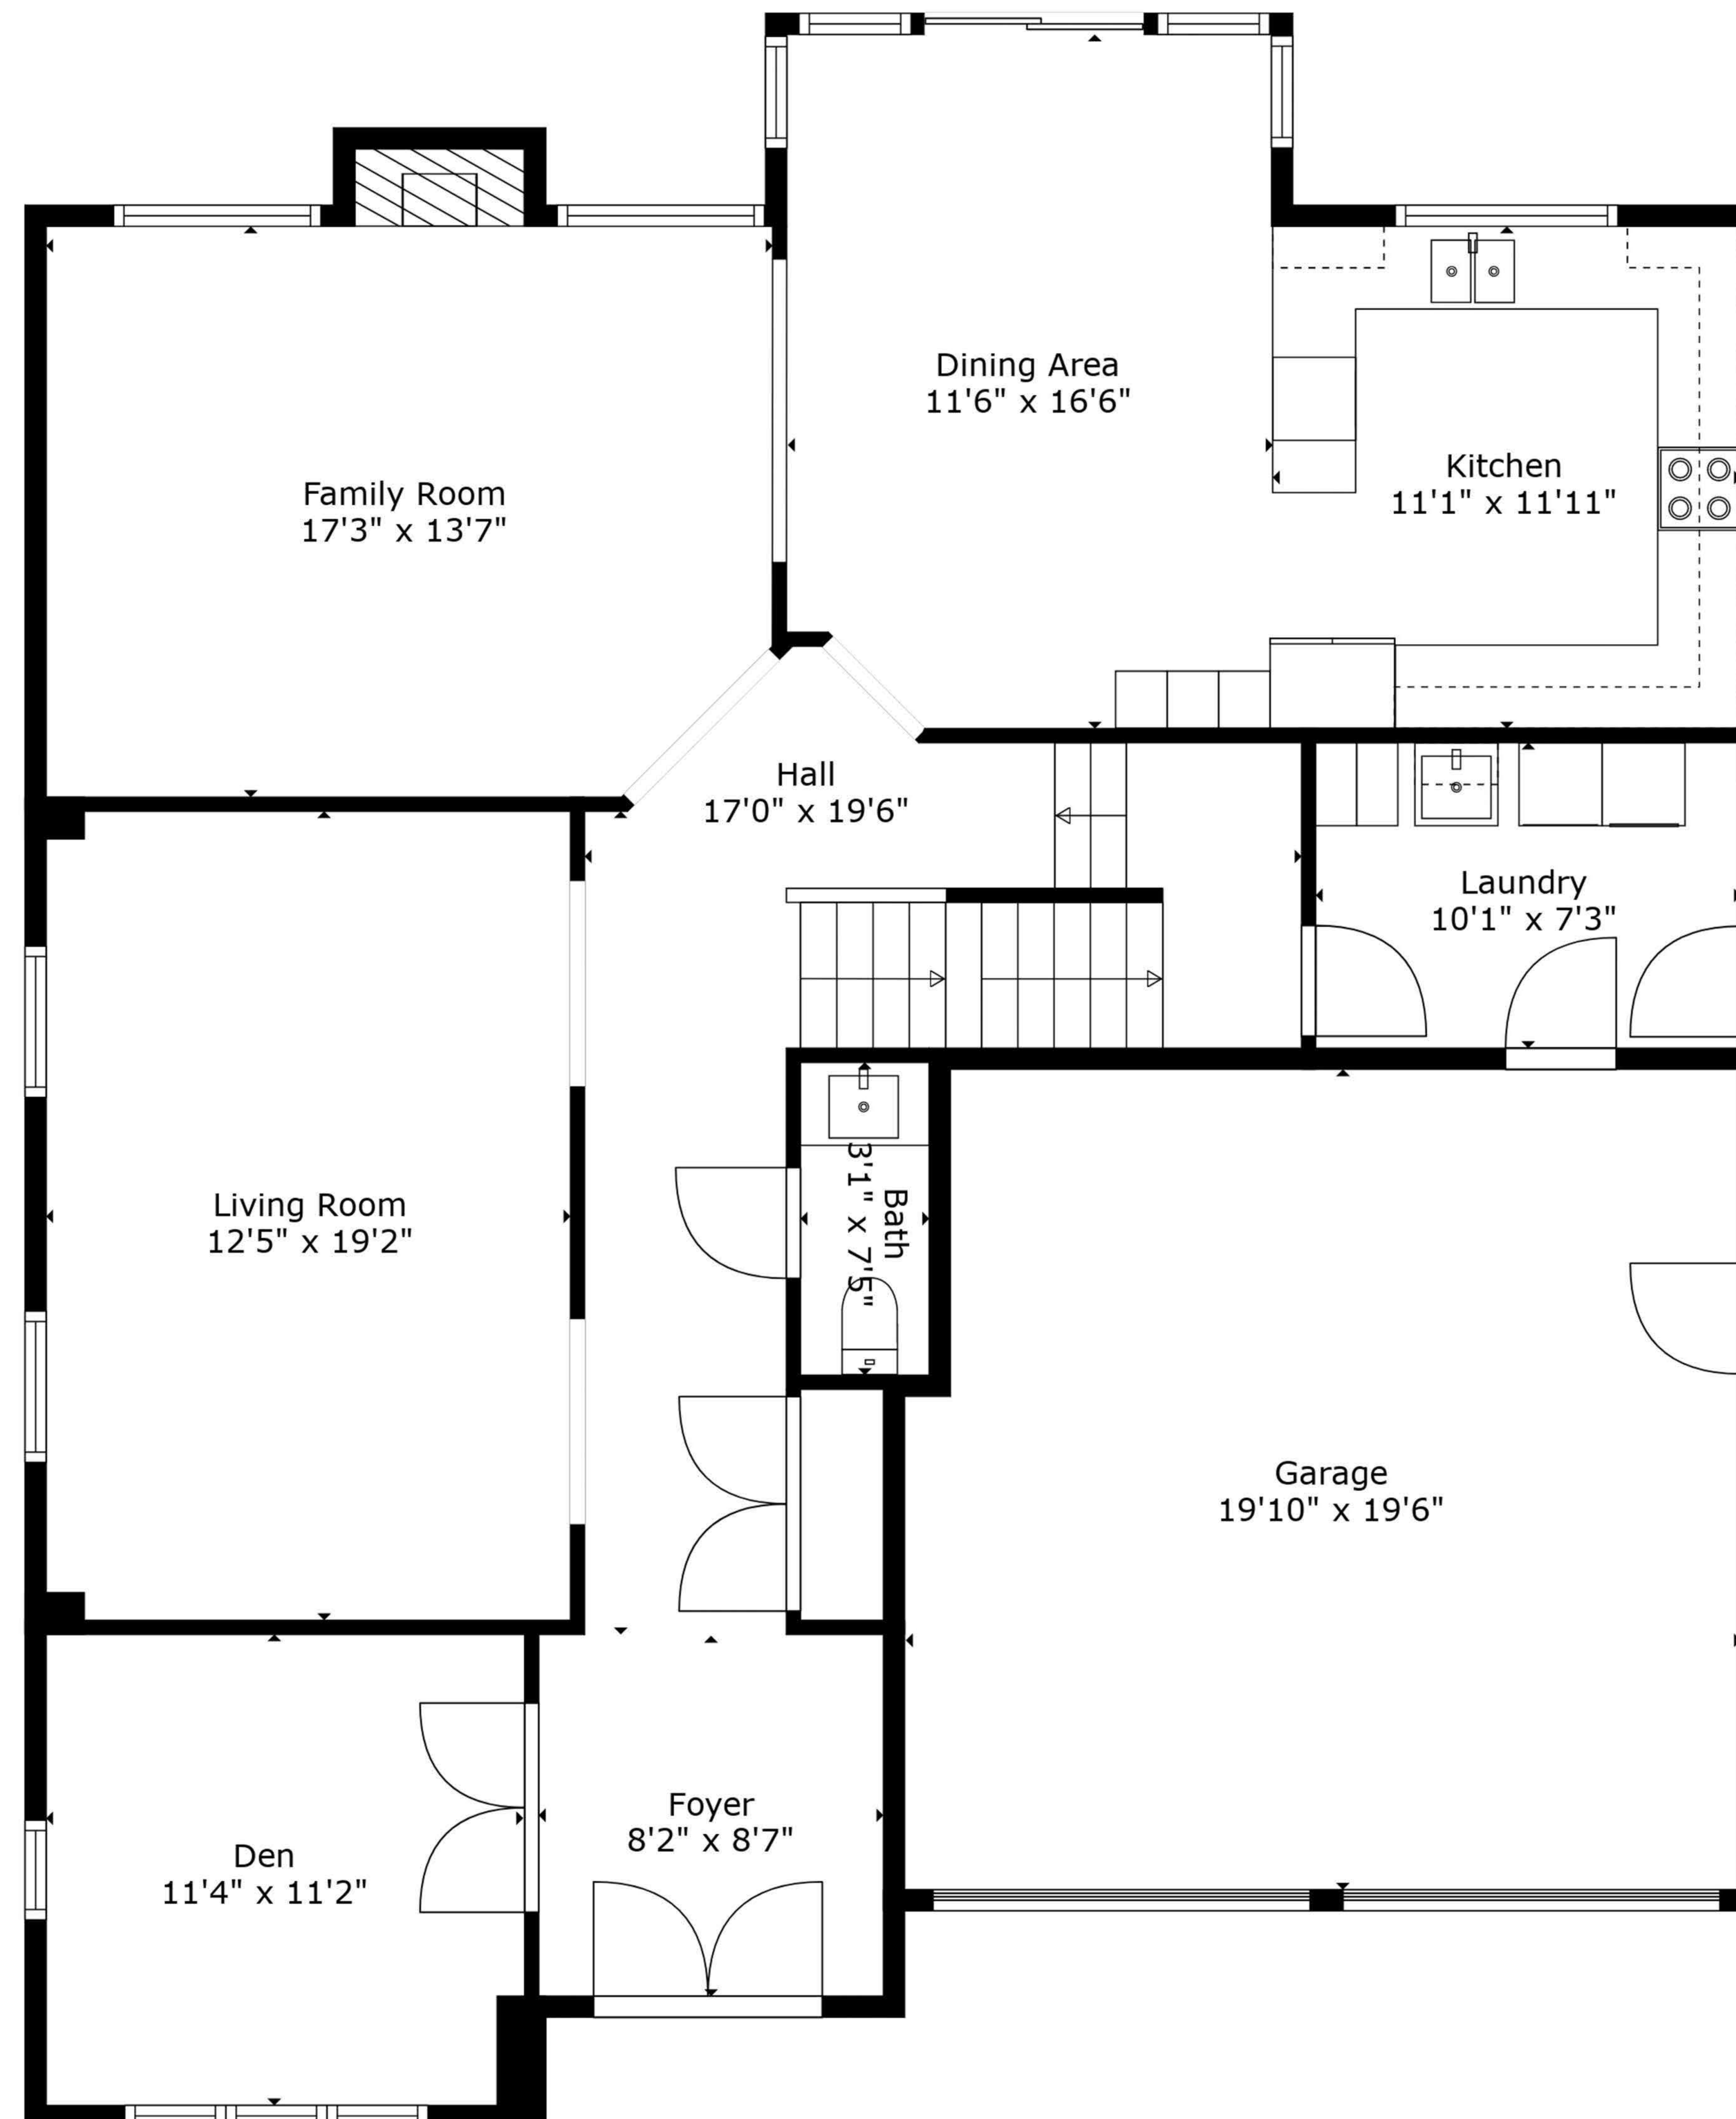 Dining Area
11'6" x 16'6"
Kitchen
11'1" x 11'11"
Family Room
17'3" x 13'7"
Hall
17'0" x 19'6"
Laundry
10'1" x 7'3"
Living Room
12'5" x 19'2"
Bath
3'1" x 7'5"
Garage
19'10" x 19'6"
Foyer
8'2" x 8'7"
Den
11'4" x 11'2"